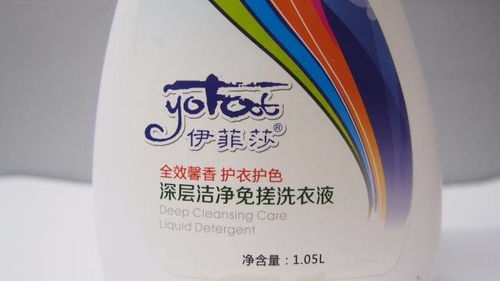 yofoot
伊菲莎®
全效馨香 护衣护色
深层洁净免搓洗衣液
Deep Cleansing Care
Liquid Detergent
净含量：1.05L